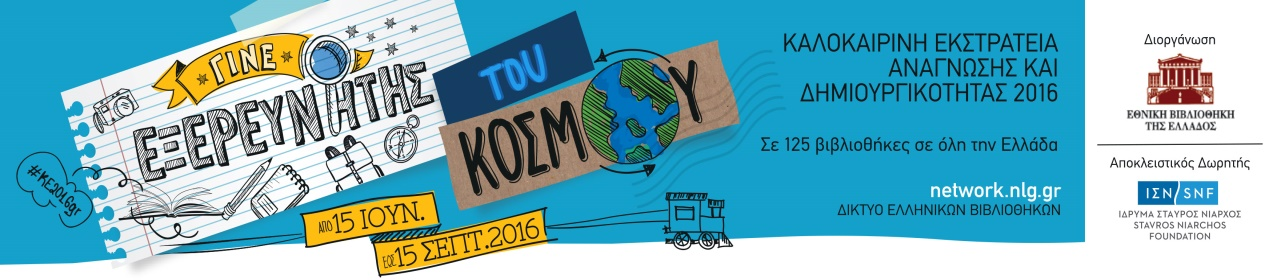 ΓΙΝΕ
ΕΞΕΡΕΥΝΗΤΗΣ
ΤΟΥ
ΚΟΣΜΟΥ
#ΚΕ2016gr
ΑΠΟ 15 ΙΟΥΝ.
ΕΩΣ 15 ΣΕΠΤ. 2016
ΚΑΛΟΚΑΙΡΙΝΗ ΕΚΣΤΡΑΤΕΙΑ
ΑΝΑΓΝΩΣΗΣ ΚΑΙ
ΔΗΜΙΟΥΡΓΙΚΟΤΗΤΑΣ 2016
Σε 125 βιβλιοθήκες σε όλη την Ελλάδα
network.nlg.gr
ΔΙΚΤΥΟ ΕΛΛΗΝΙΚΩΝ ΒΙΒΛΙΟΘΗΚΩΝ
Διοργάνωση
ΕΘΝΙΚΗ ΒΙΒΛΙΟΘΗΚΗ
ΤΗΣ ΕΛΛΑΔΟΣ
Αποκλειστικός Δωρητής
ΙΣΝ/SNF
ΙΔΡΥΜΑ ΣΤΑΥΡΟΣ ΝΙΑΡΧΟΣ
STAVROS NIARCHOS
FOUNDATION